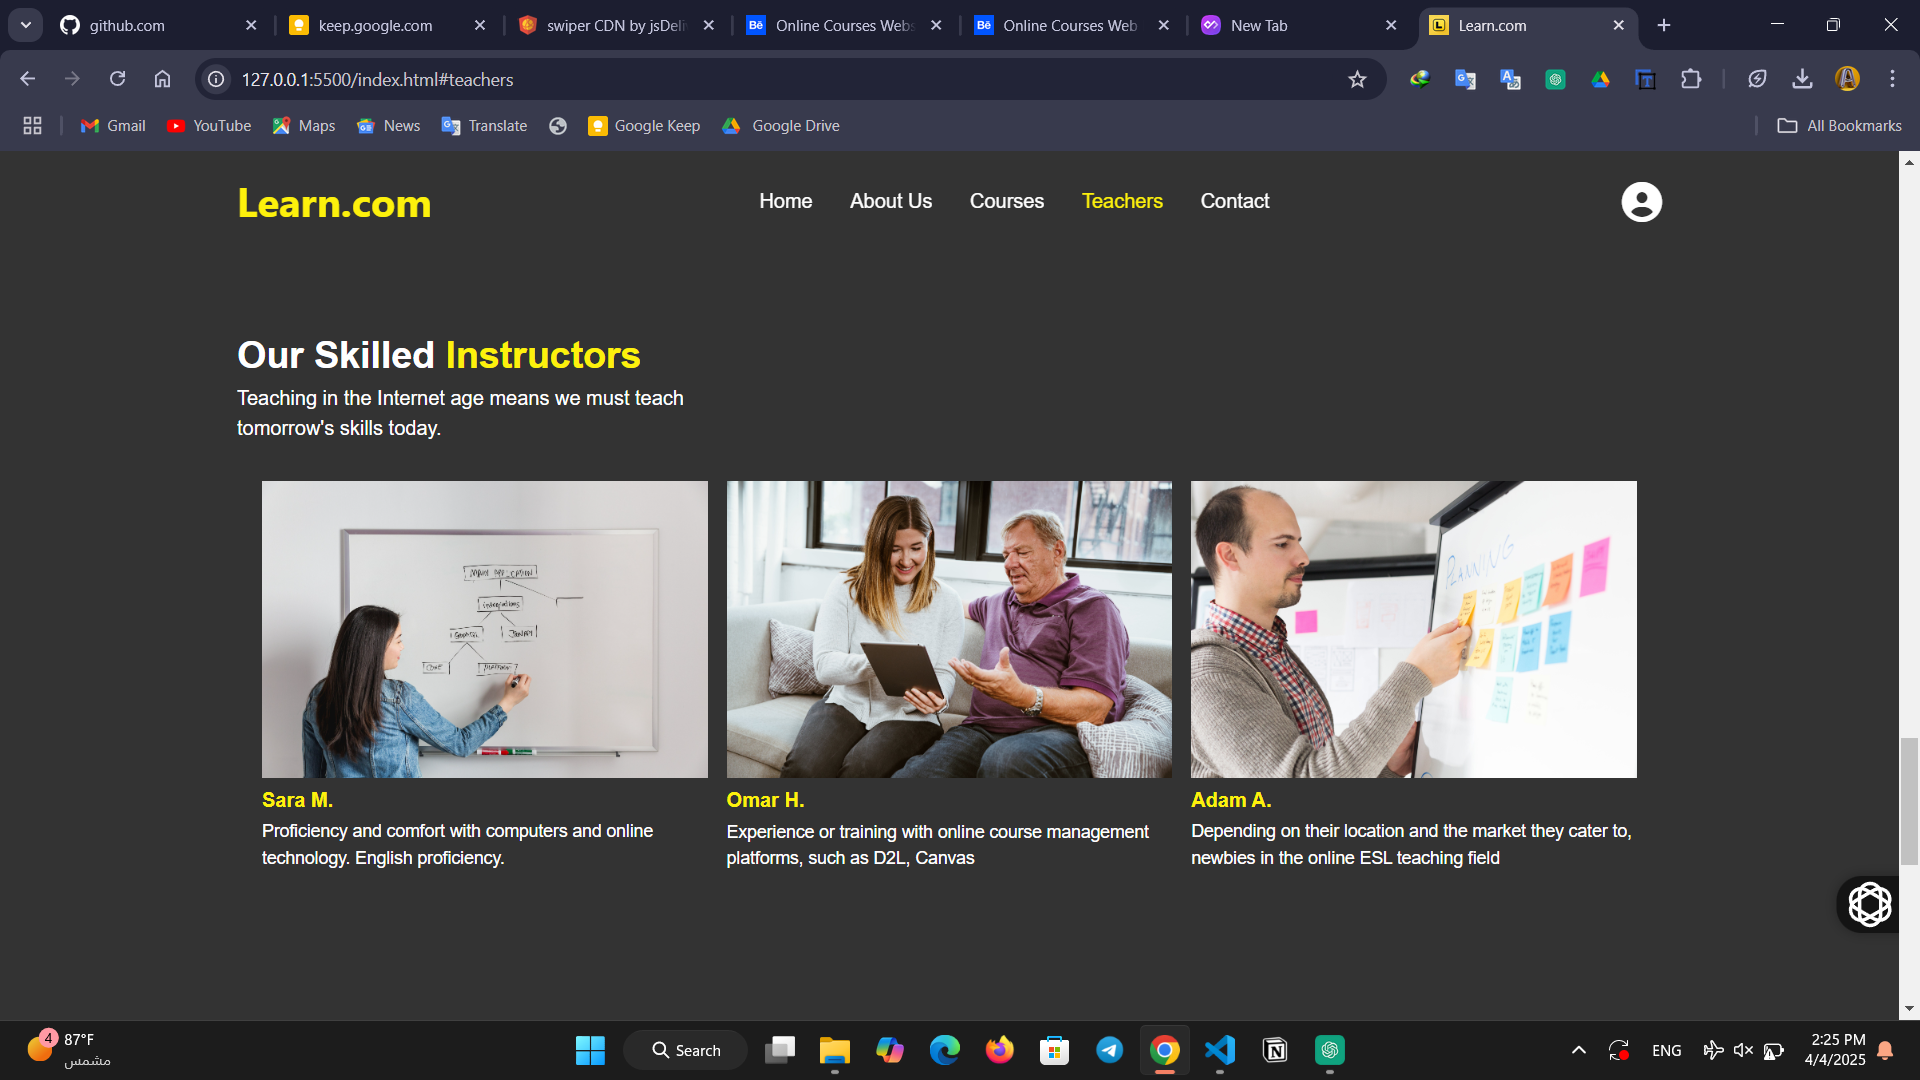 github.com
keep.google.com
swiper CDN by jsDeli
Online Courses Webs
Online Courses Web
New Tab
Learn.com
127.0.0.1:5500/index.html#teachers
Gmail
YouTube
Maps
News
Translate
Google Keep
Google Drive
All Bookmarks
Learn.com
Home
About Us
Courses
Teachers
Contact
Our Skilled Instructors
Teaching in the Internet age means we must teach
tomorrow's skills today.
PLANNING
Sara M.
Proficiency and comfort with computers and online
technology. English proficiency.
Omar H.
Experience or training with online course management
platforms, such as D2L, Canvas
Adam A.
Depending on their location and the market they cater to,
newbies in the online ESL teaching field
4
87°F
مشمس
Search
ENG
2:25 PM
4/4/2025